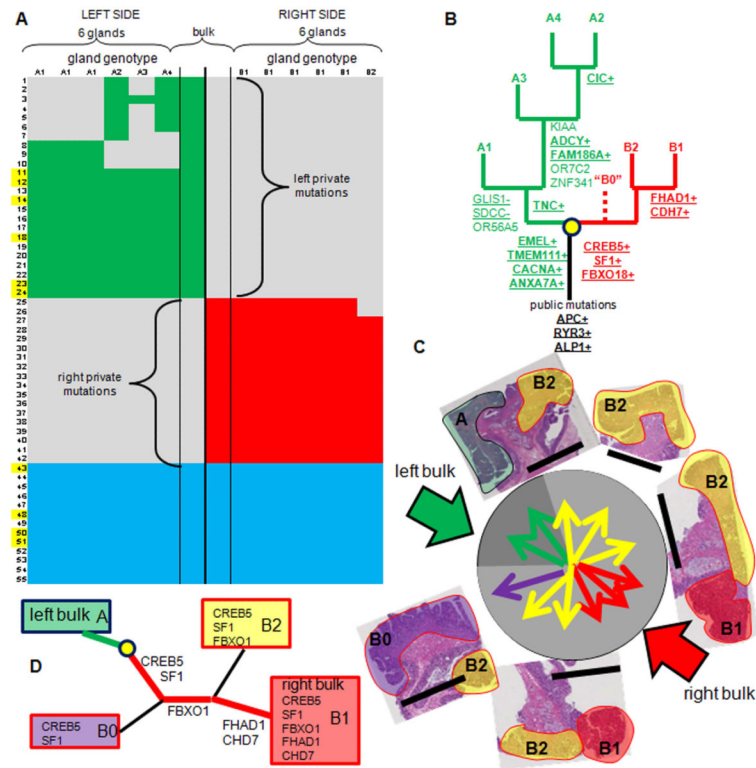 A
LEFT SIDE
RIGHT SIDE
6 glands
bulk
6 glands
gland genotype
gland genotype
A1 A1 A1 A2 A3 A4
B1 B1 B1 B1 B1 B2
1
2
3
4
5
6
7
8
9
10
11
12
13
14
15
16
17
18
19
20
21
22
23
24
25
26
27
28
29
30
31
32
33
34
35
36
37
38
39
40
41
42
43
44
45
46
47
48
49
50
51
52
53
54
55
left private
mutations
right private
mutations
B
A4 A2
CIC+
A3
KIAA
ADCY+
FAM186A+
OR7C2
ZNF341
A1
B2 B1
"B0"
GLIS1-
SDCC-
OR56A5
TNC+
FHAD1+
CDH7+
EMEL+
TMEM111+
CACNA+
ANXA7A+
CREB5+
SF1+
FBXO18+
public mutations
APC+
RYR3+
ALP1+
C
A
B2
B2
B2
B1
left bulk
B0
B2
B2
B1
right bulk
D
left bulk A
CREB5
SF1
FBXO1
CREB5
SF1
FBXO1
B2
FHAD1
CHD7
CREB5
SF1
B0
right bulk
CREB5
SF1
FBXO1
FHAD1
CHD7
B1